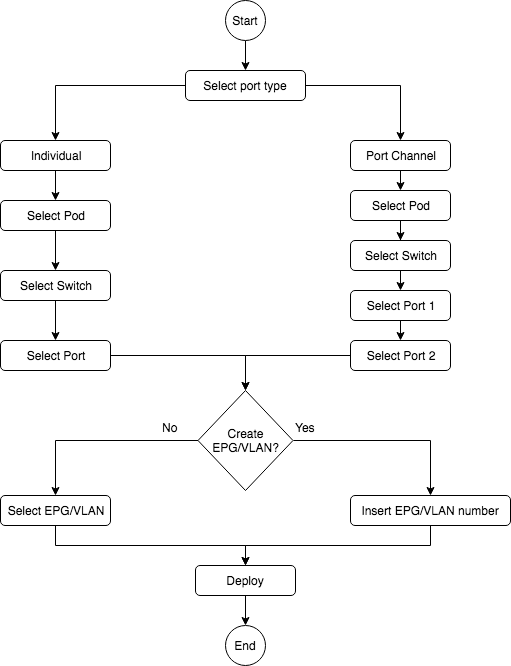 Start
Select port type
Individual
Port Channel
Select Pod
Select Pod
Select Switch
Select Switch
Select Port 1
Select Port
Select Port 2
No
Yes
Create
EPG/VLAN?
Select EPG/VLAN
Insert EPG/VLAN number
Deploy
End